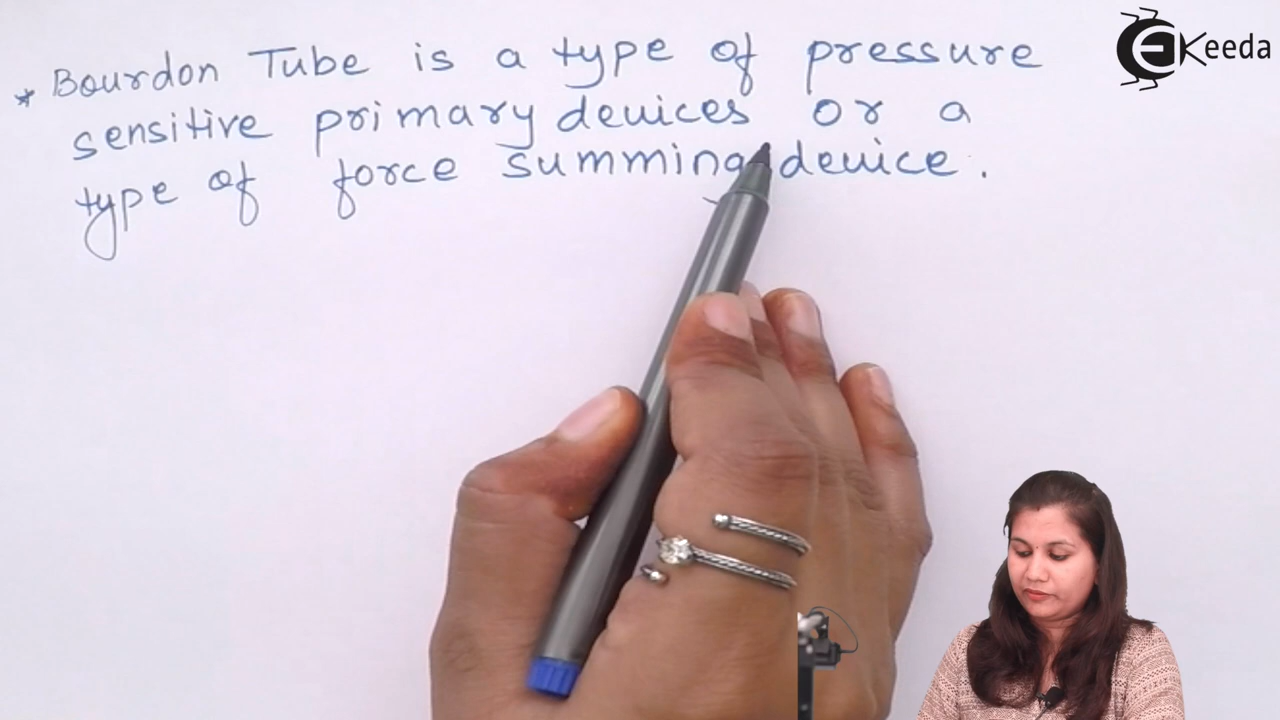 * Bourdon Tube is a type of pressure
sensitive primary devices or a
type of force summing device.
Ekeeda